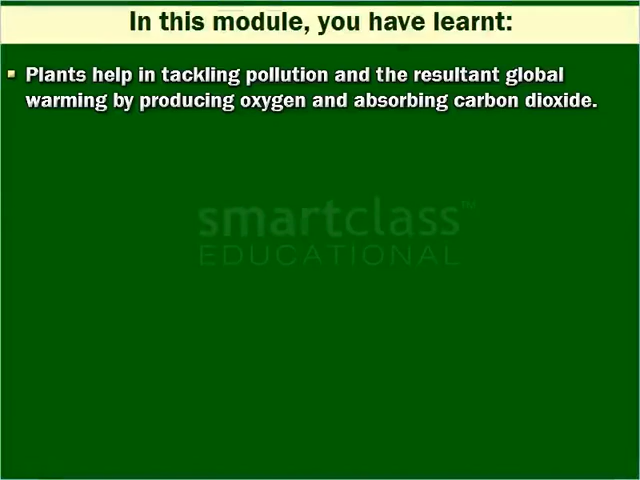 In this module, you have learnt:
Plants help in tackling pollution and the resultant global
warming by producing oxygen and absorbing carbon dioxide.
smartclass™
EDUCATIONAL